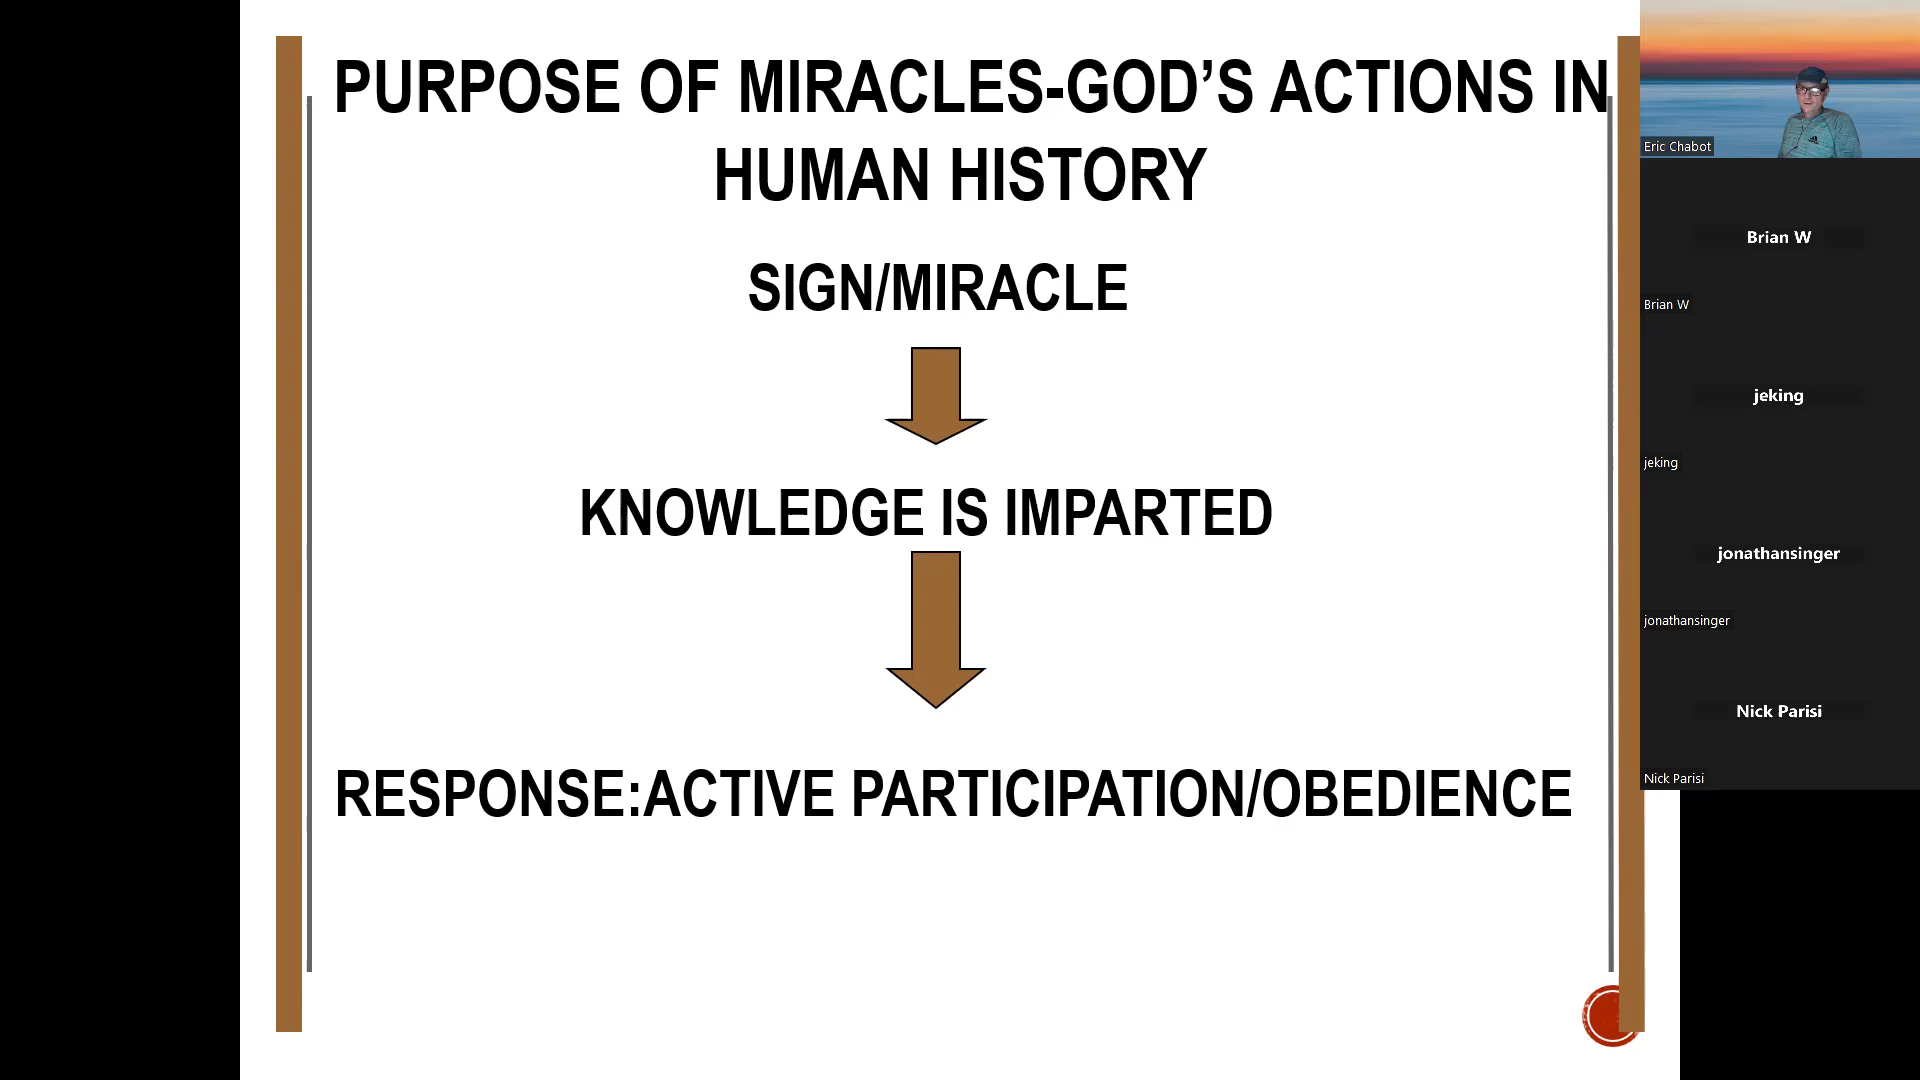 PURPOSE OF MIRACLES-GOD’S ACTIONS IN
HUMAN HISTORY
SIGN/MIRACLE
KNOWLEDGE IS IMPARTED
RESPONSE:ACTIVE PARTICIPATION/OBEDIENCE
Eric Chabot
Brian W
Brian W
jeking
jeking
jonathansinger
jonathansinger
Nick Parisi
Nick Parisi